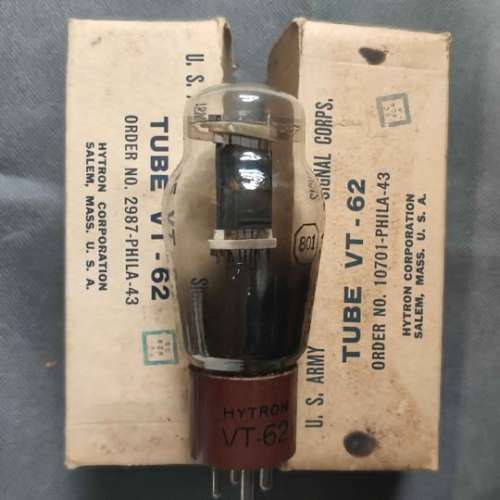 U. S.
TUBE VT-62
ORDER NO. 2987-PHILA-43
HYTRON CORPORATION
SALEM, MASS. U. S. A.
U. S. ARMY
SIGNAL CORPS.
TUBE VT-62
ORDER NO. 10701-PHILA-43
HYTRON CORPORATION
SALEM, MASS. U. S. A.
801
HYTRON
VT-62